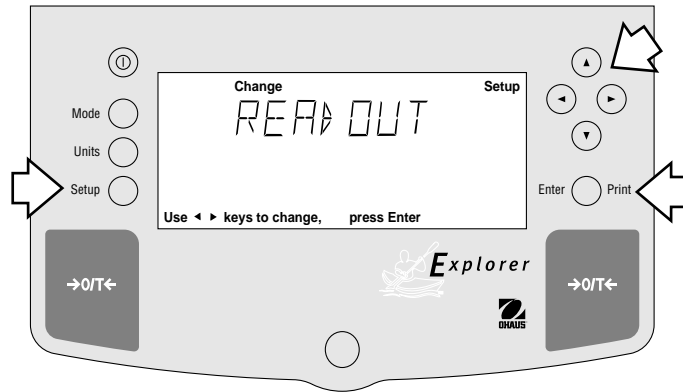 Change Setup
READ OUT
Mode
Units
Setup
Enter Print
Use ◄ ► keys to change, press Enter
Explorer
→0/T← →0/T←
OHAUS